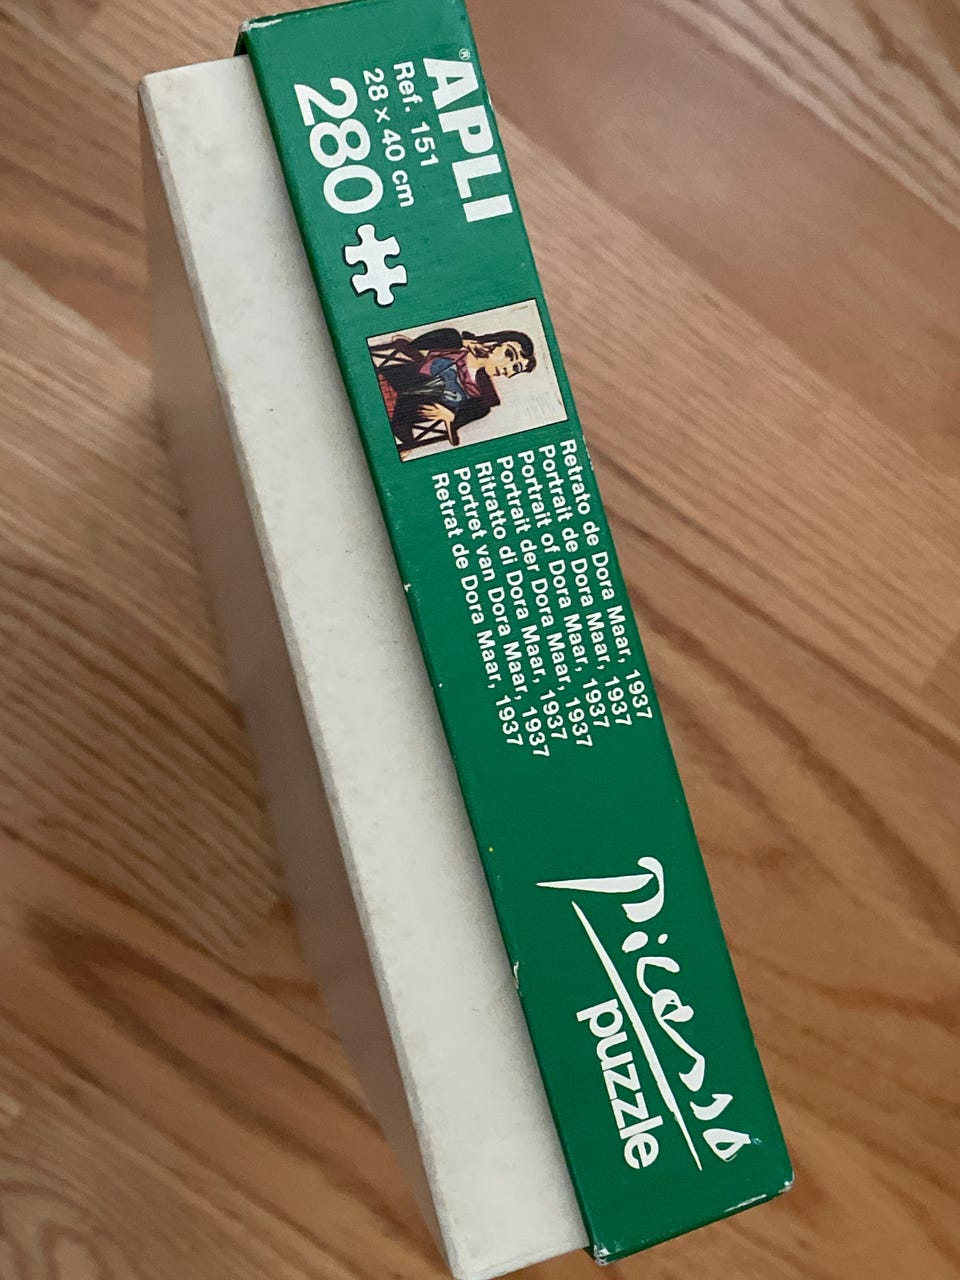 ® APLI
Ref. 151
28 × 40 cm
280
Retrato de Dora Maar, 1937
Portrait de Dora Maar, 1937
Portrait of Dora Maar, 1937
Portrait der Dora Maar, 1937
Ritratto di Dora Maar, 1937
Portret van Dora Maar, 1937
Retrat de Dora Maar, 1937
Picasso
puzzle